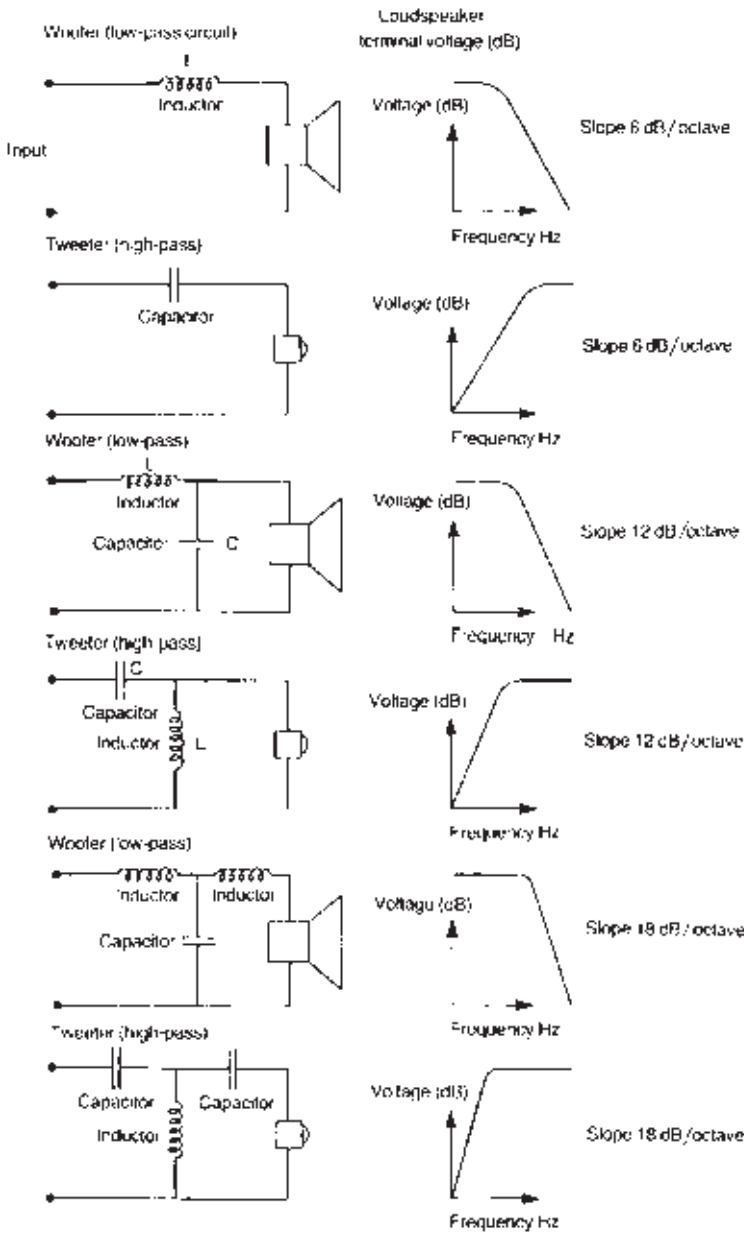 Loudspeaker
terminal voltage (dB)
Woofer (low-pass circuit)
L
Inductor
Input
Voltage (dB)
Slope 6 dB/octave
Frequency Hz
Tweeter (high-pass)
Capacitor
Voltage (dB)
Slope 6 dB/octave
Frequency Hz
Woofer (low-pass)
L
Inductor
Capacitor C
Voltage (dB)
Slope 12 dB/octave
Frequency Hz
Tweeter (high pass)
C
Capacitor
Inductor L
Voltage (dB)
Slope 12 dB/octave
Frequency Hz
Woofer (low-pass)
Inductor Inductor
Capacitor
Voltage (dB)
Slope 18 dB/octave
Frequency Hz
Tweeter (high-pass)
Capacitor Capacitor
Inductor
Voltage (dB)
Slope 18 dB/octave
Frequency Hz